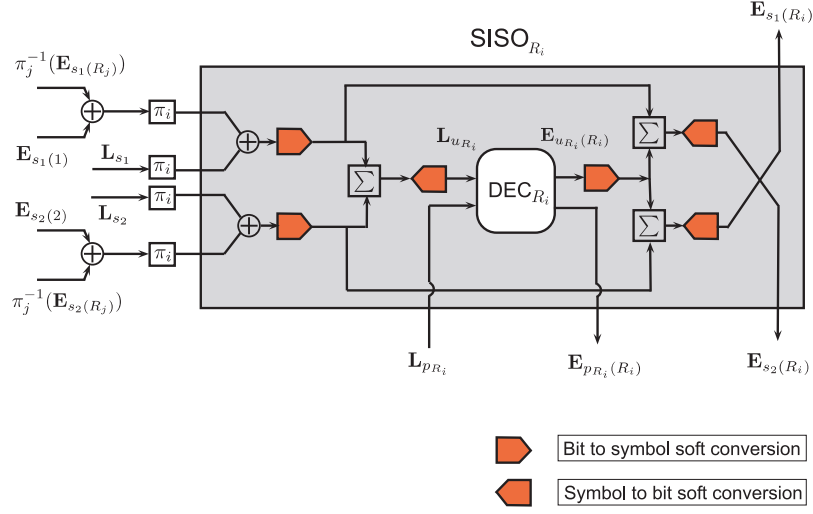 E_{s_1(R_i)}
SISO_{R_i}
π_j^{-1}(E_{s_1(R_j)})
+
π_i
E_{s_1(1)}
L_{s_1}
π_i
+
Σ
L_{u_{R_i}}
E_{u_{R_i}(R_i)}
Σ
DEC_{R_i}
π_i
L_{s_2}
E_{s_2(2)}
+
Σ
+
π_i
π_j^{-1}(E_{s_2(R_j)})
L_{p_{R_i}}
E_{p_{R_i}(R_i)}
E_{s_2(R_i)}
Bit to symbol soft conversion
Symbol to bit soft conversion